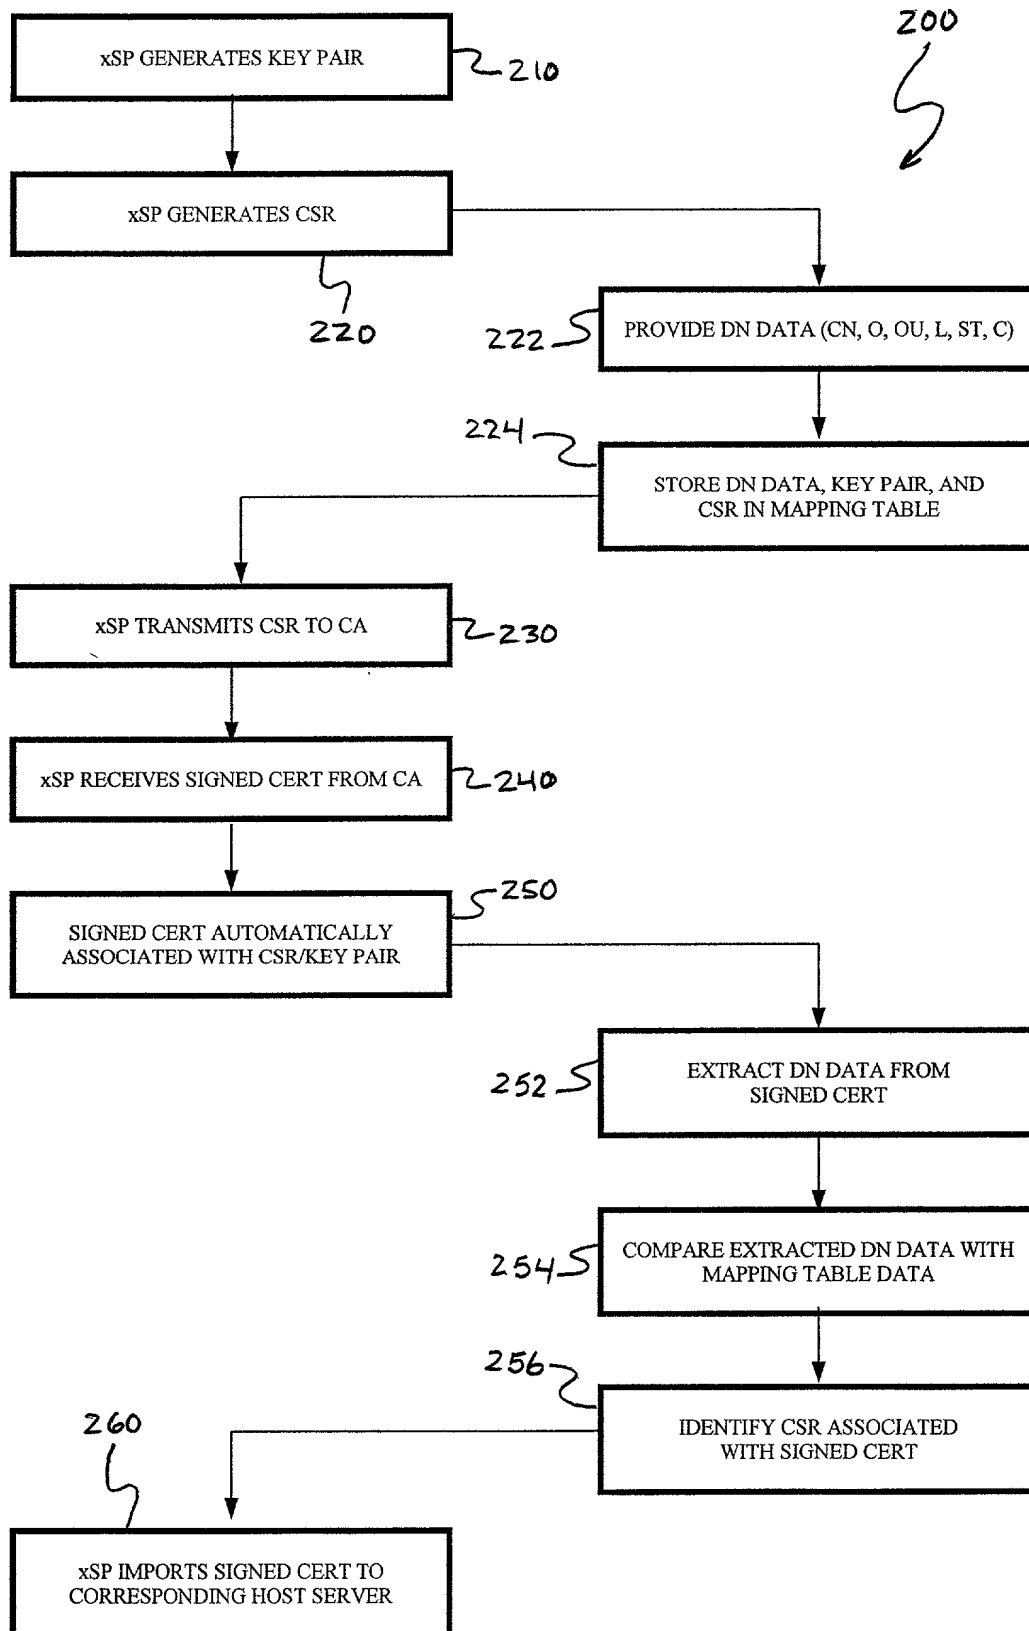 200
xSP GENERATES KEY PAIR
210
xSP GENERATES CSR
220
222
PROVIDE DN DATA (CN, O, OU, L, ST, C)
224
STORE DN DATA, KEY PAIR, AND
CSR IN MAPPING TABLE
xSP TRANSMITS CSR TO CA
230
xSP RECEIVES SIGNED CERT FROM CA
240
250
SIGNED CERT AUTOMATICALLY
ASSOCIATED WITH CSR/KEY PAIR
252
EXTRACT DN DATA FROM
SIGNED CERT
254
COMPARE EXTRACTED DN DATA WITH
MAPPING TABLE DATA
256
IDENTIFY CSR ASSOCIATED
WITH SIGNED CERT
260
xSP IMPORTS SIGNED CERT TO
CORRESPONDING HOST SERVER